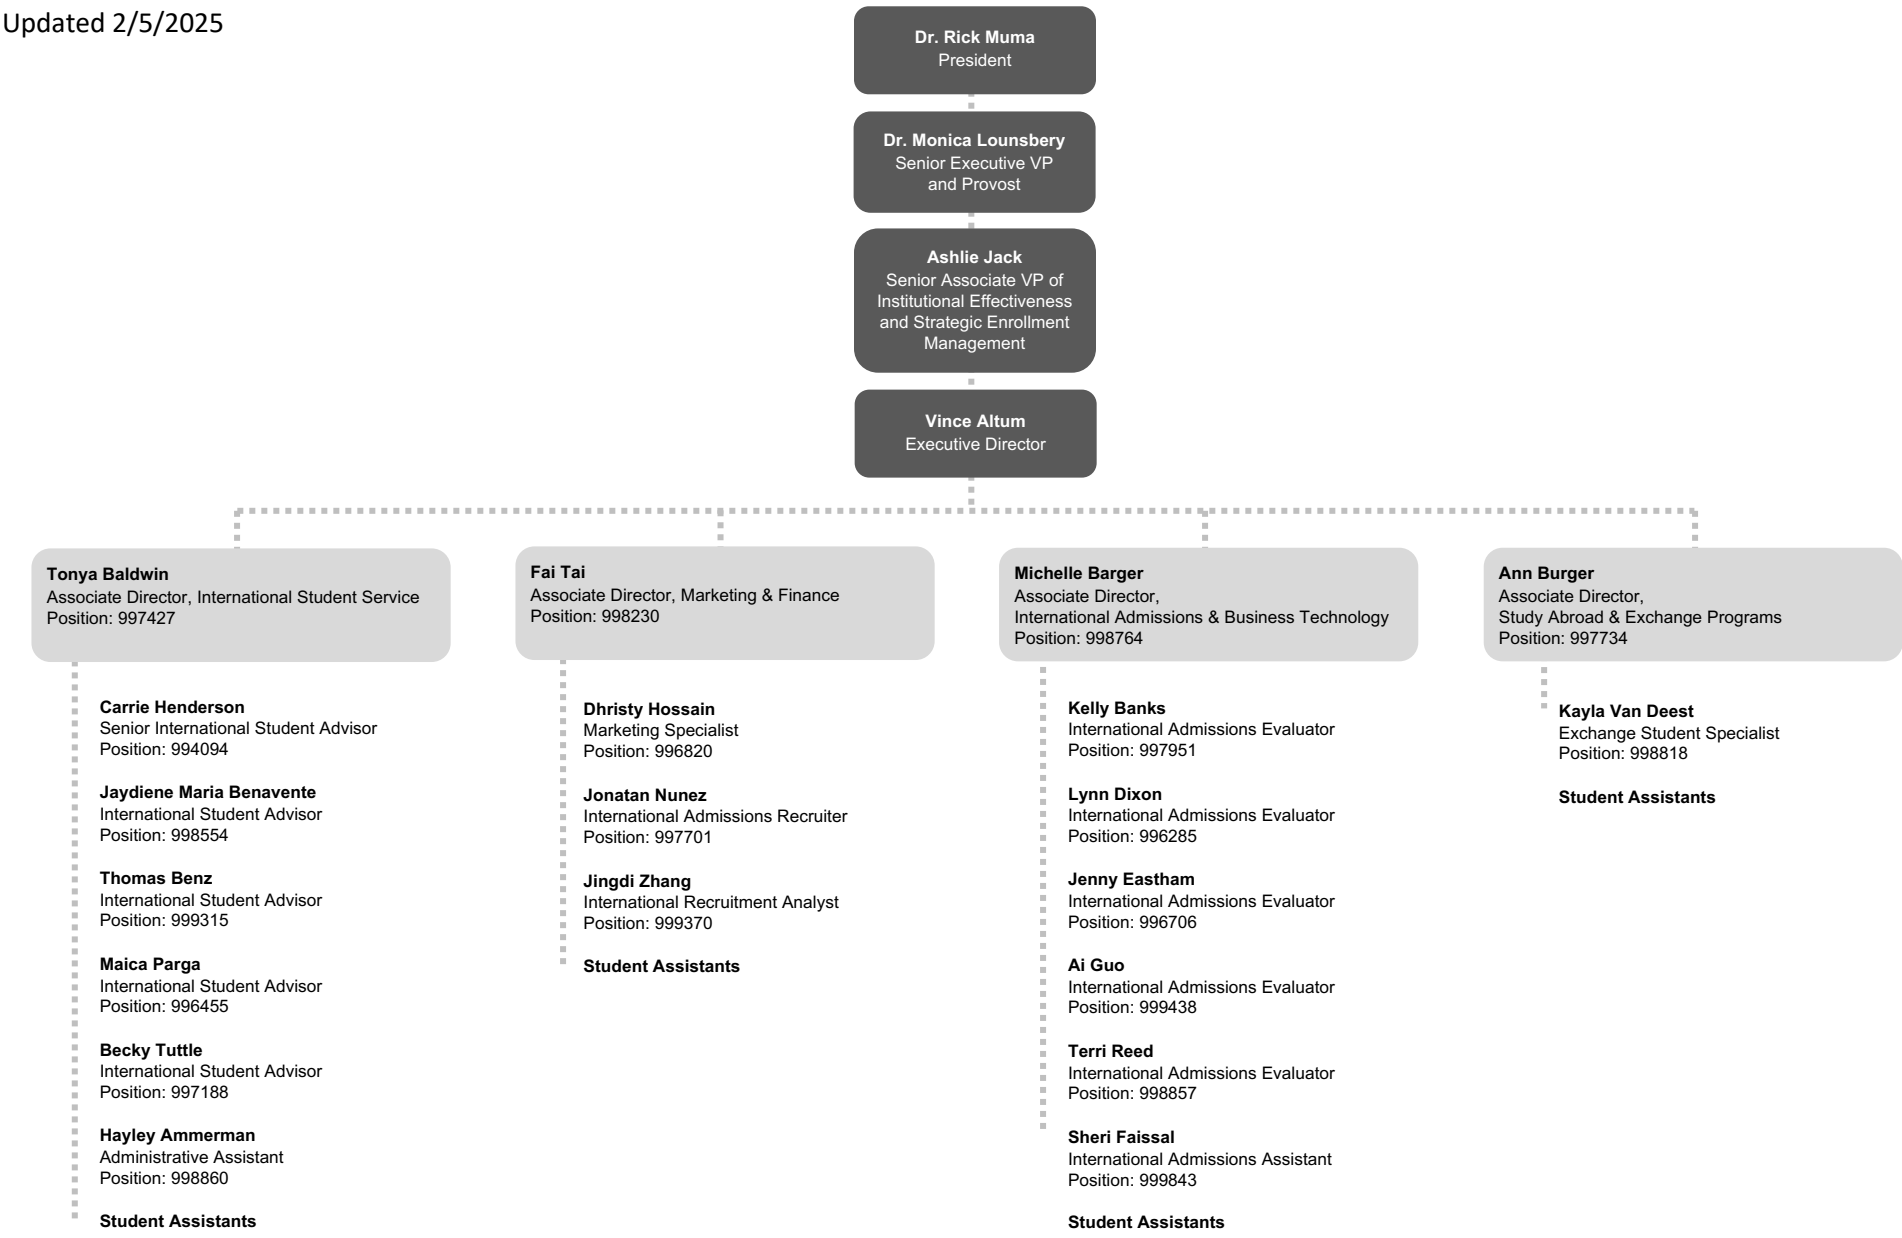 Updated 2/5/2025
Dr. Rick Muma
President
Dr. Monica Lounsbery
Senior Executive VP
and Provost
Ashlie Jack
Senior Associate VP of
Institutional Effectiveness
and Strategic Enrollment
Management
Vince Altum
Executive Director
Tonya Baldwin
Associate Director, International Student Service
Position: 997427
Carrie Henderson
Senior International Student Advisor
Position: 994094
Jaydiene Maria Benavente
International Student Advisor
Position: 998554
Thomas Benz
International Student Advisor
Position: 999315
Maica Parga
International Student Advisor
Position: 996455
Becky Tuttle
International Student Advisor
Position: 997188
Hayley Ammerman
Administrative Assistant
Position: 998860
Student Assistants
Fai Tai
Associate Director, Marketing & Finance
Position: 998230
Dhristy Hossain
Marketing Specialist
Position: 996820
Jonatan Nunez
International Admissions Recruiter
Position: 997701
Jingdi Zhang
International Recruitment Analyst
Position: 999370
Student Assistants
Michelle Barger
Associate Director,
International Admissions & Business Technology
Position: 998764
Kelly Banks
International Admissions Evaluator
Position: 997951
Lynn Dixon
International Admissions Evaluator
Position: 996285
Jenny Eastham
International Admissions Evaluator
Position: 996706
Ai Guo
International Admissions Evaluator
Position: 999438
Terri Reed
International Admissions Evaluator
Position: 998857
Sheri Faissal
International Admissions Assistant
Position: 999843
Student Assistants
Ann Burger
Associate Director,
Study Abroad & Exchange Programs
Position: 997734
Kayla Van Deest
Exchange Student Specialist
Position: 998818
Student Assistants